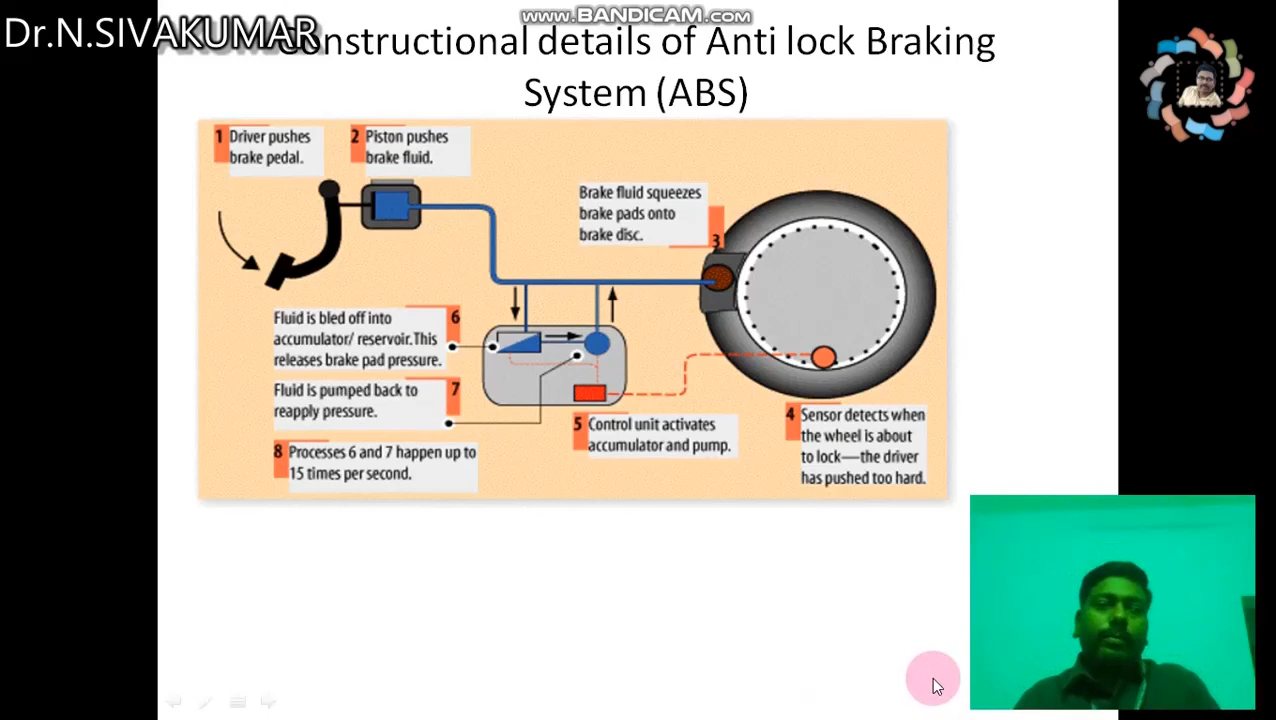 www.BANDICAM.com
Dr.N.SIVAKUMAR
nstructional details of Anti lock Braking
System (ABS)
1 Driver pushes
brake pedal.
2 Piston pushes
brake fluid.
Brake fluid squeezes
brake pads onto
brake disc.
3
Fluid is bled off into
accumulator/ reservoir. This
releases brake pad pressure.
6
Fluid is pumped back to
reapply pressure.
7
8 Processes 6 and 7 happen up to
15 times per second.
5 Control unit activates
accumulator and pump.
4 Sensor detects when
the wheel is about
to lock—the driver
has pushed too hard.